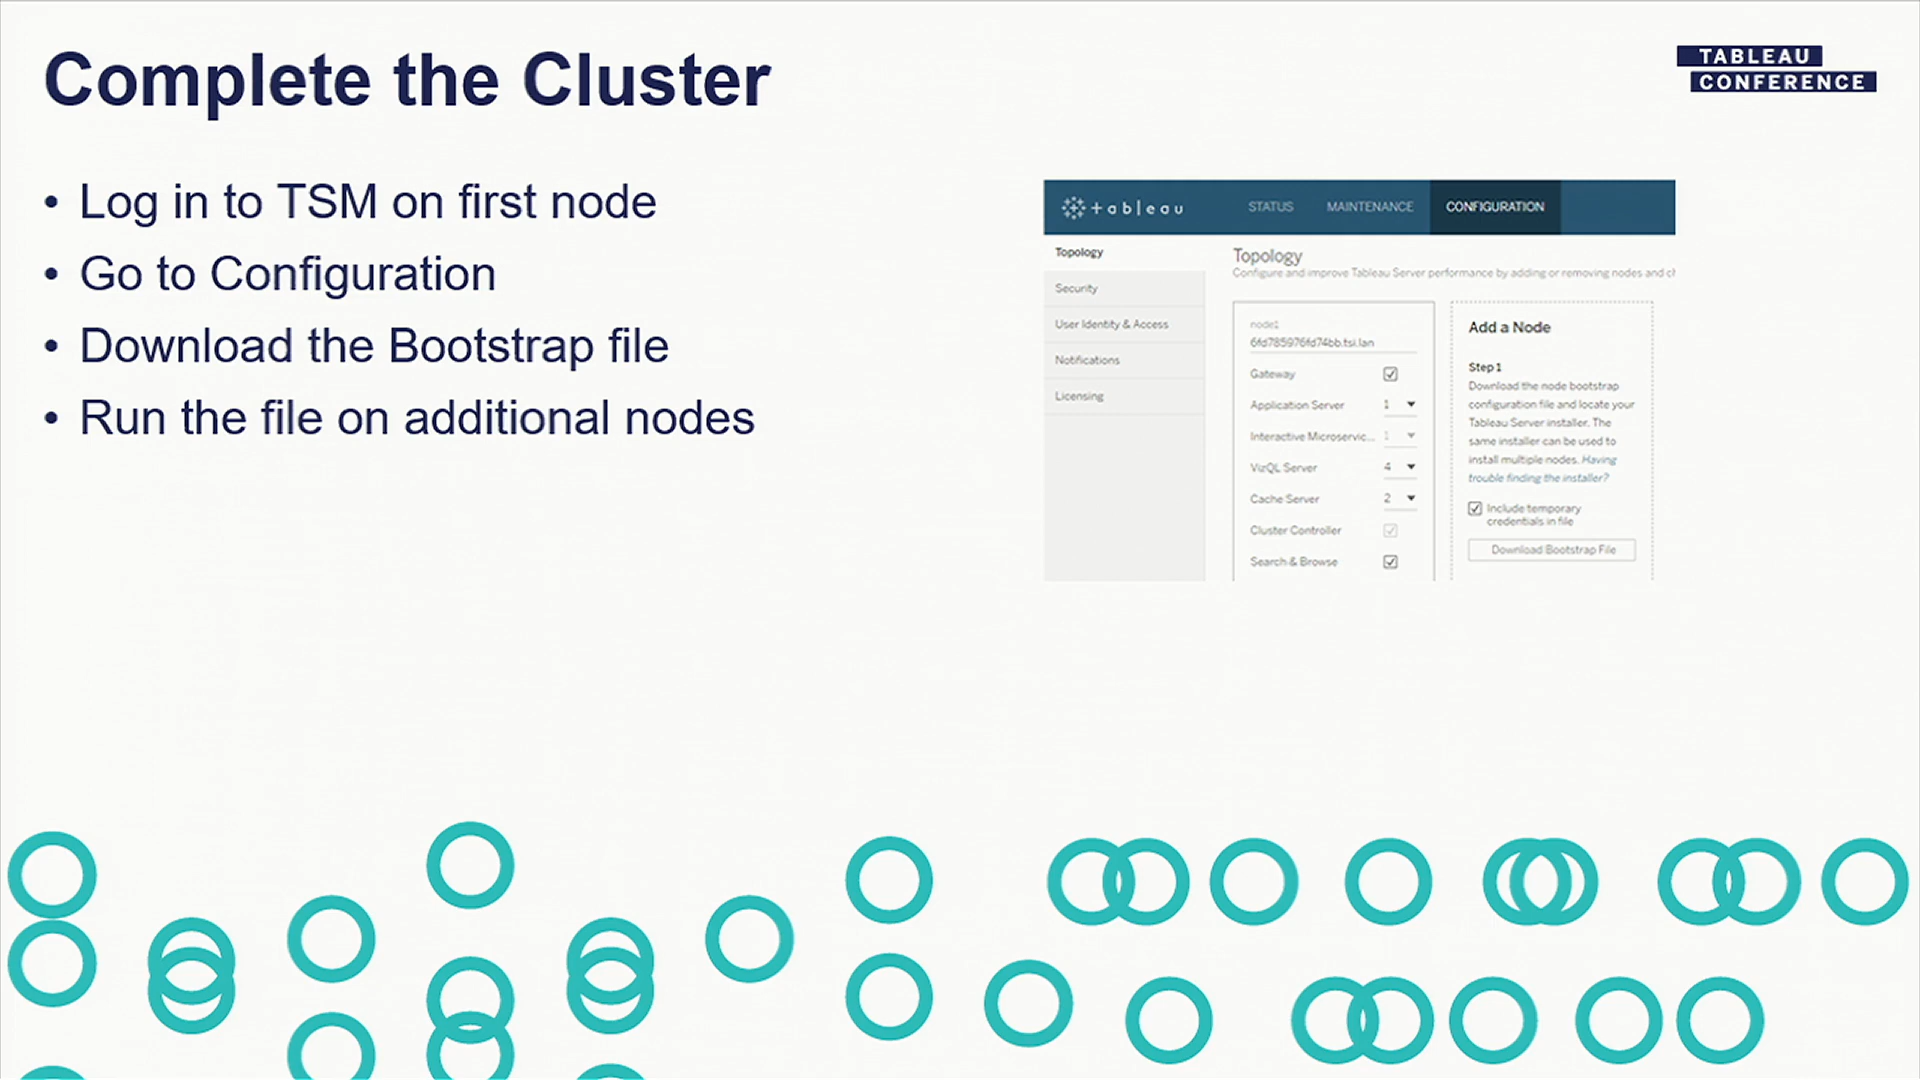 Complete the Cluster
TABLEAU
CONFERENCE
• Log in to TSM on first node
• Go to Configuration
• Download the Bootstrap file
• Run the file on additional nodes
+ a b | e a u
STATUS
MAINTENANCE
CONFIGURATION
Topology
Security
User Identity & Access
Notifications
Licensing
Topology
Configure and improve Tableau Server performance by adding or removing nodes and ch
node1
6fd785976fd74bb.tsi.lan
Gateway
Application Server 1
Interactive Microservic... 1
VizQL Server 4
Cache Server 2
Cluster Controller
Search & Browse
Add a Node
Step 1
Download the node bootstrap
configuration file and locate your
Tableau Server installer. The
same installer can be used to
install multiple nodes. Having
trouble finding the installer?
Include temporary
credentials in file
Download Bootstrap File